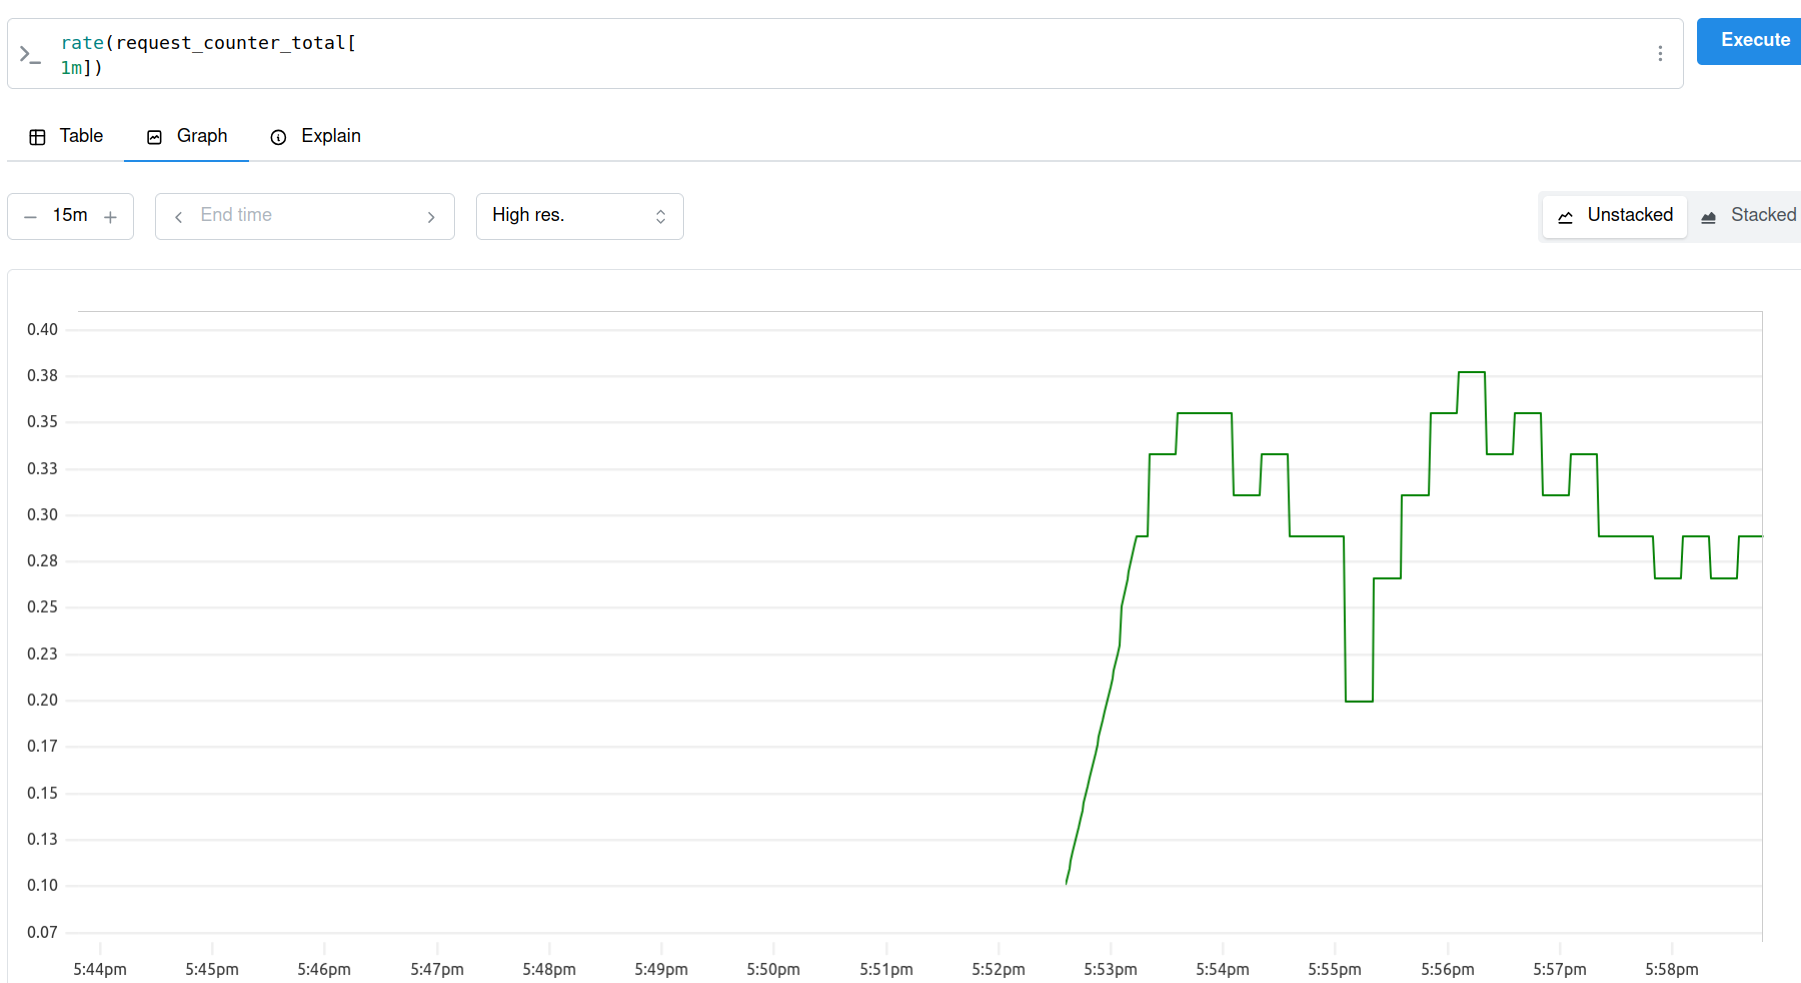 rate(request_counter_total[
1m])
Execute
Table
Graph
Explain
15m
End time
High res.
Unstacked
Stacked
0.40
0.38
0.35
0.33
0.30
0.28
0.25
0.23
0.20
0.17
0.15
0.13
0.10
0.07
5:44pm 5:45pm 5:46pm 5:47pm 5:48pm 5:49pm 5:50pm 5:51pm 5:52pm 5:53pm 5:54pm 5:55pm 5:56pm 5:57pm 5:58pm